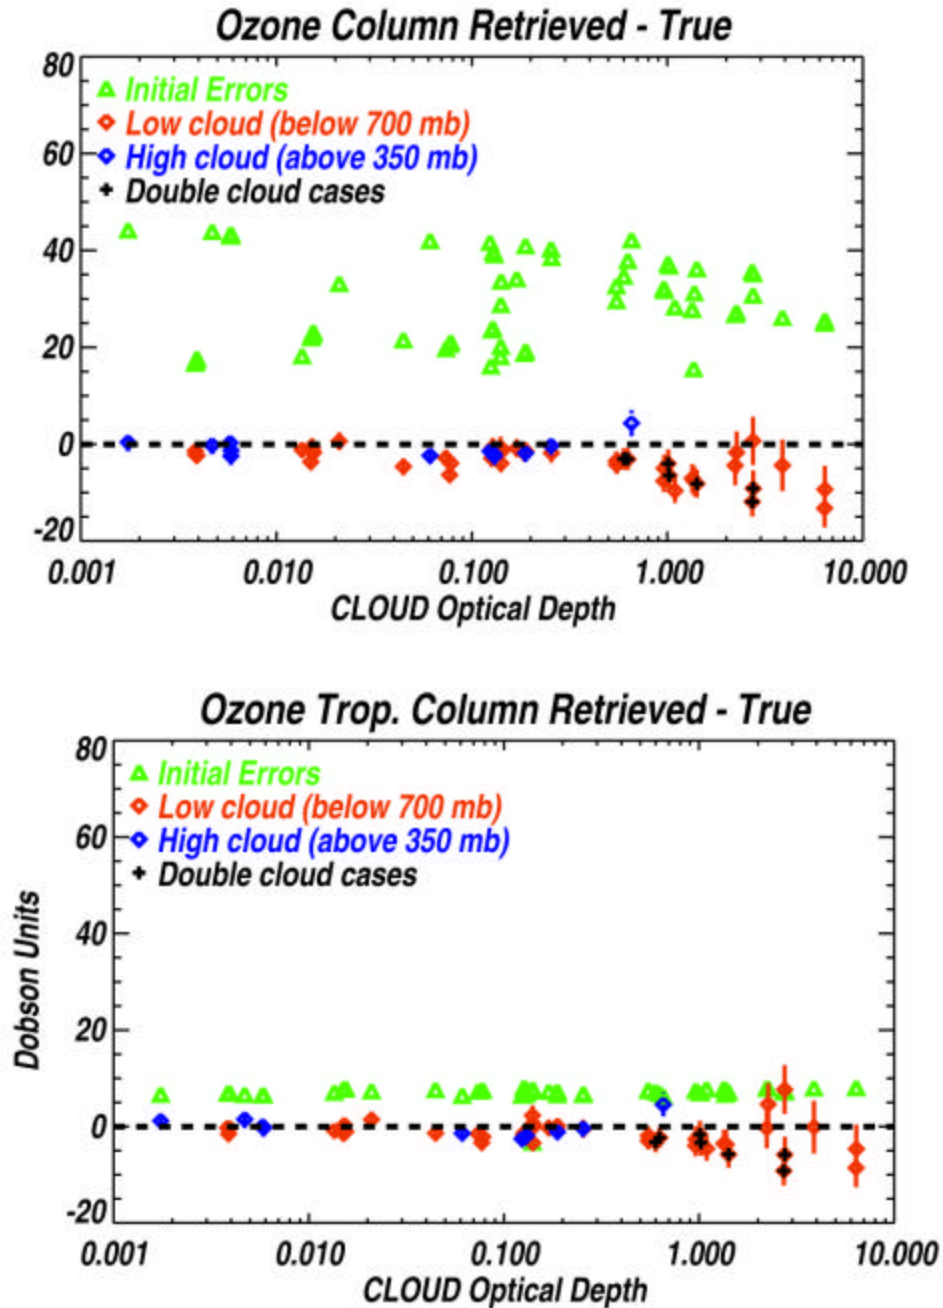 Ozone Column Retrieved - True
80
Initial Errors
Low cloud (below 700 mb)
High cloud (above 350 mb)
Double cloud cases
60
40
20
0
-20
0.001 0.010 0.100 1.000 10.000
CLOUD Optical Depth
Ozone Trop. Column Retrieved - True
80
Initial Errors
Low cloud (below 700 mb)
High cloud (above 350 mb)
Double cloud cases
60
40
20
0
-20
Dobson Units
0.001 0.010 0.100 1.000 10.000
CLOUD Optical Depth